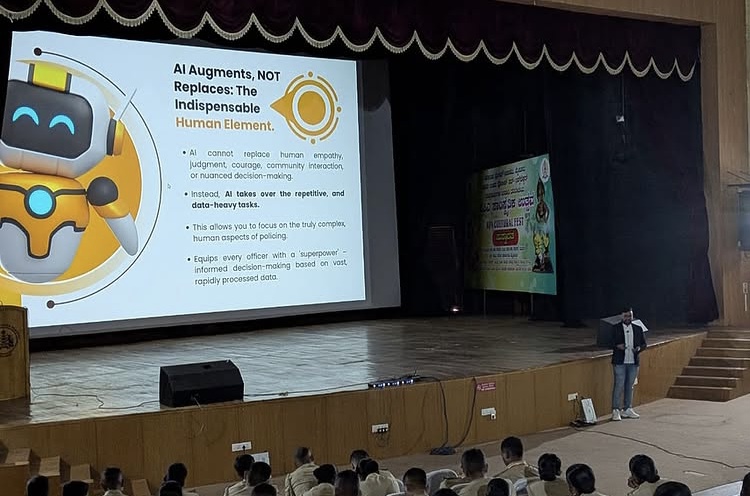 AI Augments, NOT
Replaces: The
Indispensable
Human Element.
• AI cannot replace human empathy,
judgment, courage, community interaction,
or nuanced decision-making.
• Instead, AI takes over the repetitive, and
data-heavy tasks.
• This allows you to focus on the truly complex,
human aspects of policing.
• Equips every officer with a 'superpower' -
informed decision-making based on vast,
rapidly processed data.
CULTURAL FEST